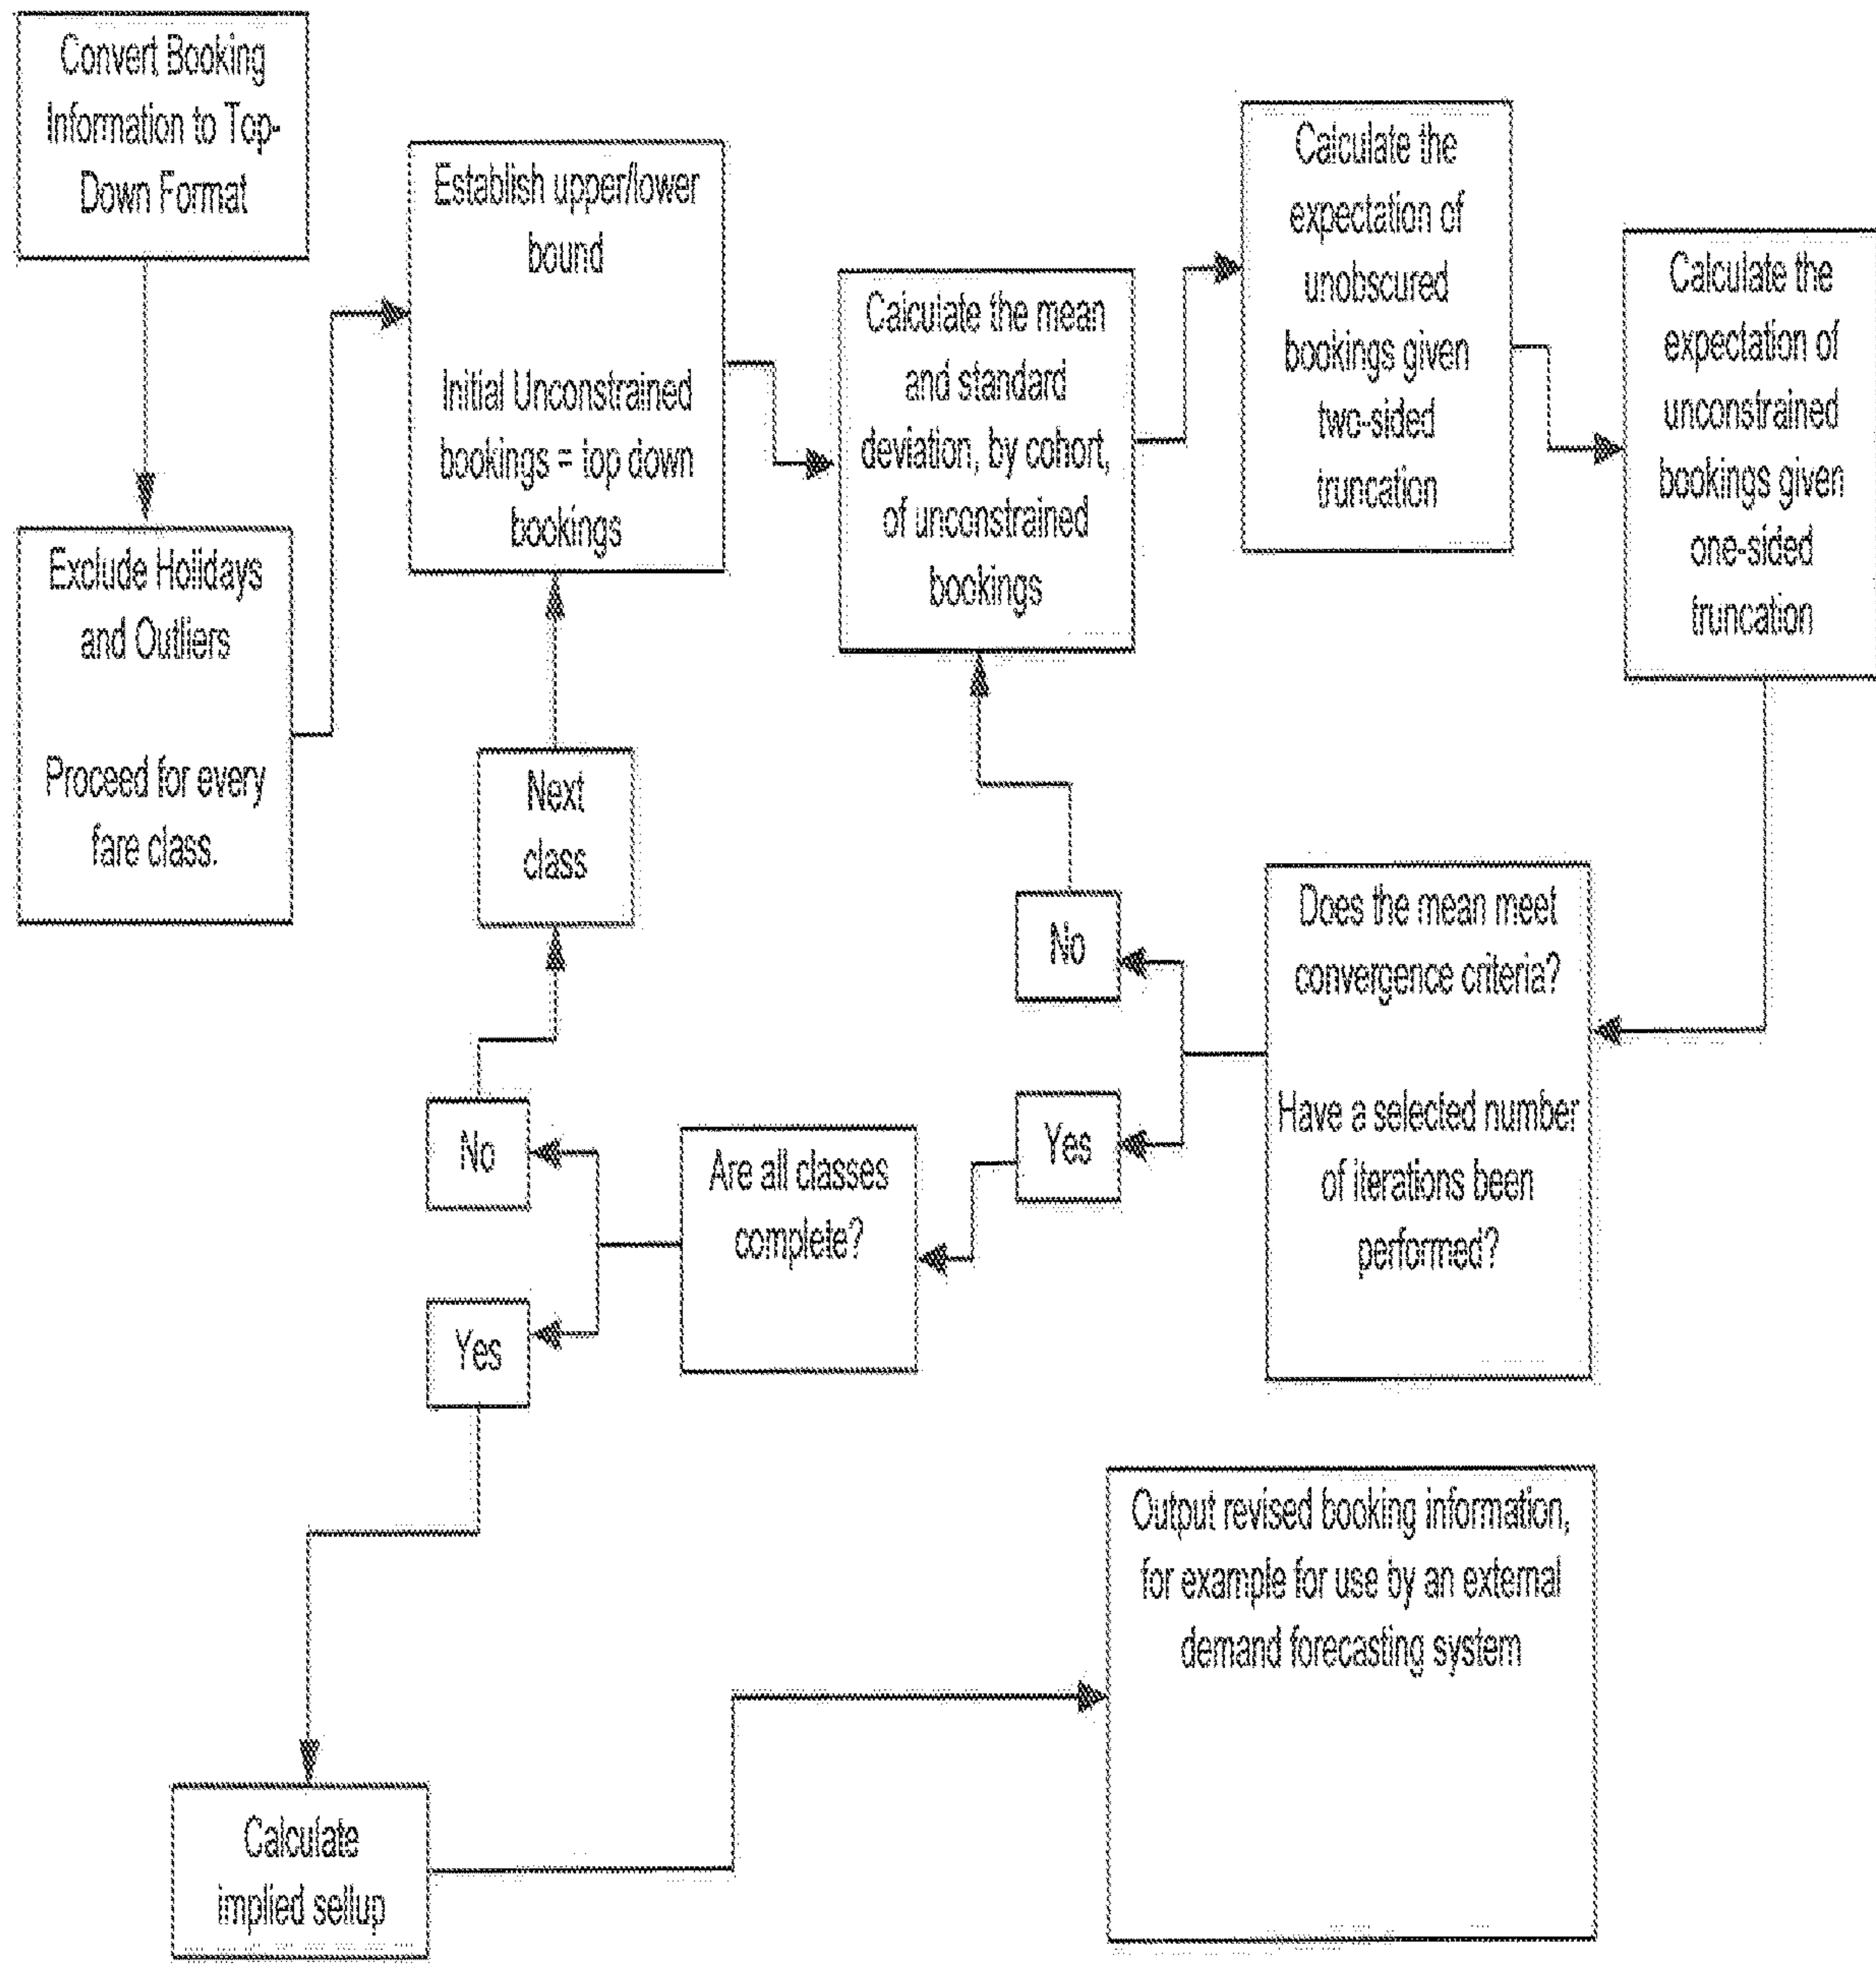 Convert Booking
Information to Top-
Down Format
Exclude Holidays
and Outliers
Proceed for every
fare class.
Establish upper/lower
bound
Initial Unconstrained
bookings = top down
bookings
Next
class
Calculate the mean
and standard
deviation, by cohort,
of unconstrained
bookings
Calculate the
expectation of
unobscured
bookings given
two-sided
truncation
Calculate the
expectation of
unconstrained
bookings given
one-sided
truncation
Does the mean meet
convergence criteria?
Have a selected number
of iterations been
performed?
No
Yes
Are all classes
complete?
No
Yes
Calculate
implied sellup
Output revised booking information,
for example for use by an external
demand forecasting system